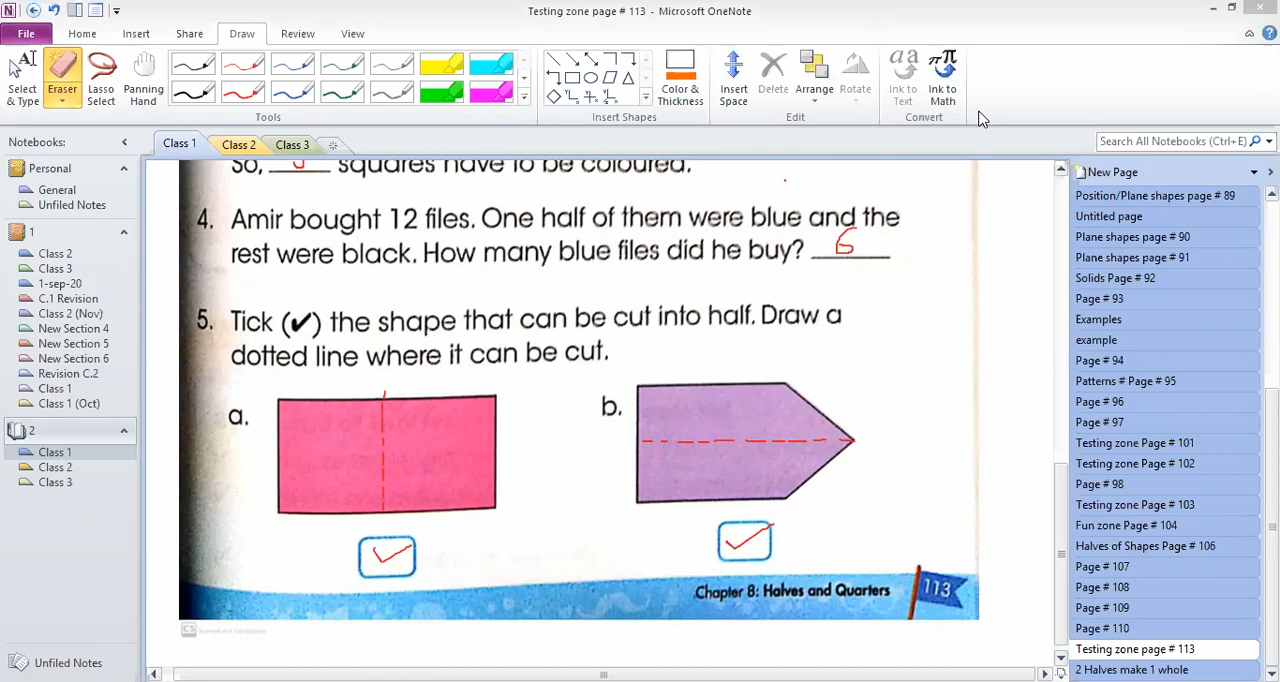 Testing zone page # 113 - Microsoft OneNote
File Home Insert Share Draw Review View
Select & Type
Eraser
Lasso Select
Panning Hand
Color & Thickness
Insert Space
Delete
Arrange
Rotate
Ink to Text
Ink to Math
Tools
Insert Shapes
Edit
Convert
Notebooks:
Class 1
Class 2
Class 3
Search All Notebooks (Ctrl+E)
Personal
General
Unfiled Notes
1
Class 2
Class 3
1-sep-20
C.1 Revision
Class 2 (Nov)
New Section 4
New Section 5
New Section 6
Revision C.2
Class 1
Class 1 (Oct)
2
Class 1
Class 2
Class 3
Unfiled Notes
So, ____ squares have to be coloured.
4. Amir bought 12 files. One half of them were blue and the
rest were black. How many blue files did he buy? 6
5. Tick (✔) the shape that can be cut into half. Draw a
dotted line where it can be cut.
a.
b.
Chapter 8: Halves and Quarters
113
CS
New Page
Position/Plane shapes page # 89
Untitled page
Plane shapes page # 90
Plane shapes page # 91
Solids Page # 92
Page # 93
Examples
example
Page # 94
Patterns # Page # 95
Page # 96
Page # 97
Testing zone Page # 101
Testing zone Page # 102
Page # 98
Testing zone Page # 103
Fun zone Page # 104
Halves of Shapes Page # 106
Page # 107
Page # 108
Page # 109
Page # 110
Testing zone page # 113
2 Halves make 1 whole